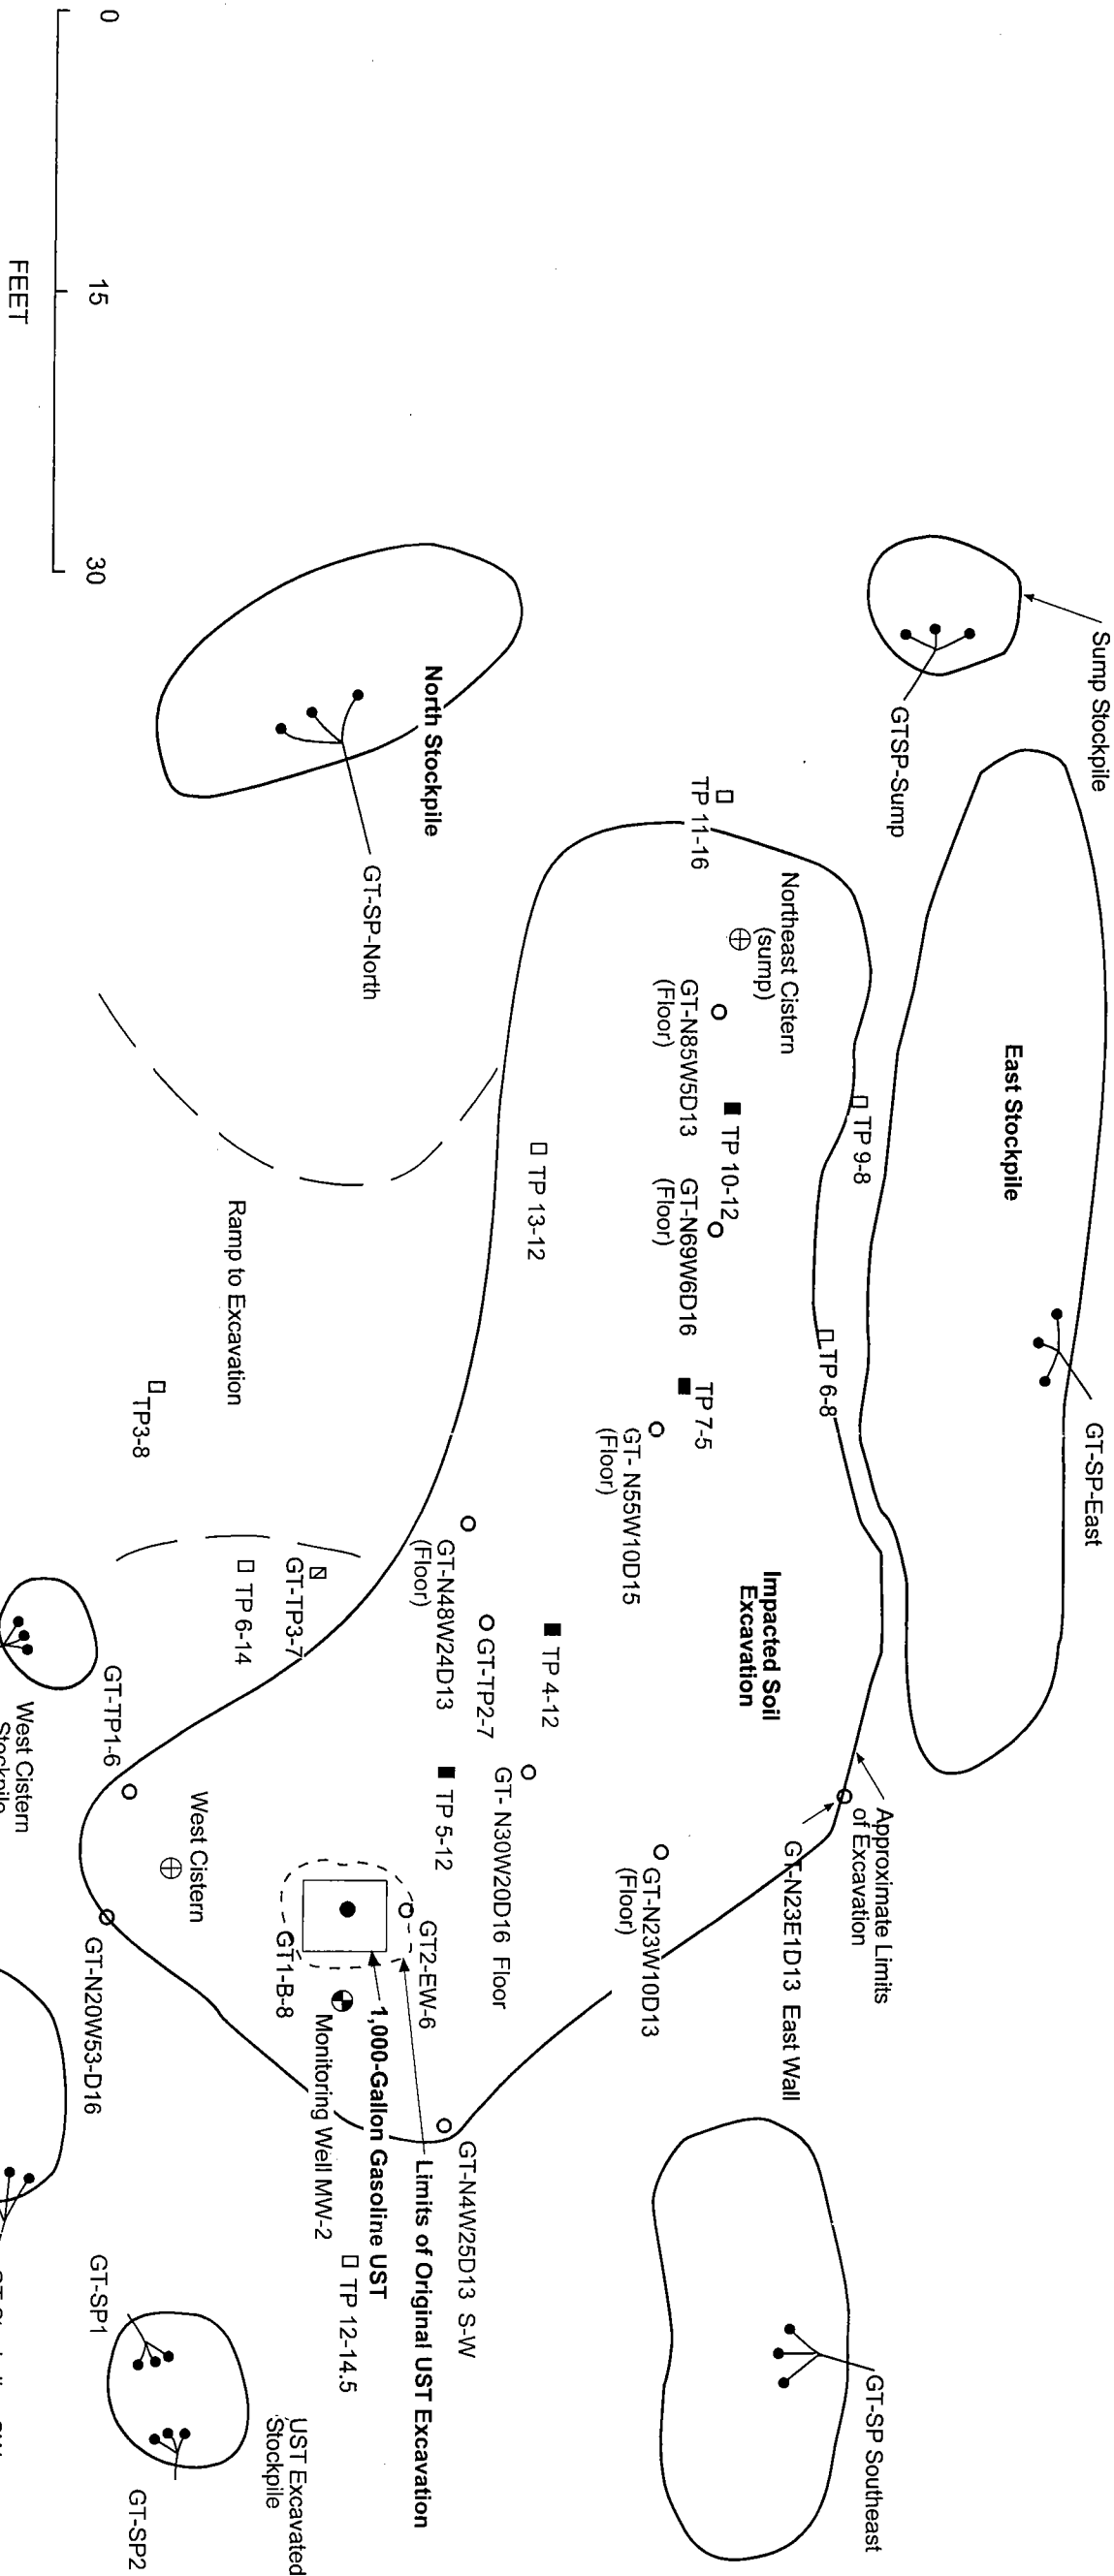 Sump Stockpile
GTSP-Sump
East Stockpile
GT-SP-East
North Stockpile
GT-SP-North
TP 11-16
Northeast Cistern
(sump)
GT-N85W5D13
(Floor)
TP 10-12
TP 9-8
GT-N69W6D16
(Floor)
TP 13-12
TP 6-8
TP 7-5
GT- N55W10D15
(Floor)
Ramp to Excavation
TP3-8
Impacted Soil
Excavation
GT-N48W24D13
(Floor)
GT-TP2-7
TP 4-12
GT-TP3-7
TP 6-14
GT-TP1-6
West Cistern
TP 5-12
GT- N30W20D16 Floor
Approximate Limits
of Excavation
GT-N23E1D13 East Wall
GT-N23W10D13
(Floor)
GT2-EW-6
GT1-B-8
1,000-Gallon Gasoline UST
Limits of Original UST Excavation
Monitoring Well MW-2
GT-N4W25D13 S-W
TP 12-14.5
GT-N20W53-D16
West Cistern
Stockpile
GT-SP Southeast
GT-SP1
GT-SP2
UST Excavated
Stockpile
0
15
30
FEET